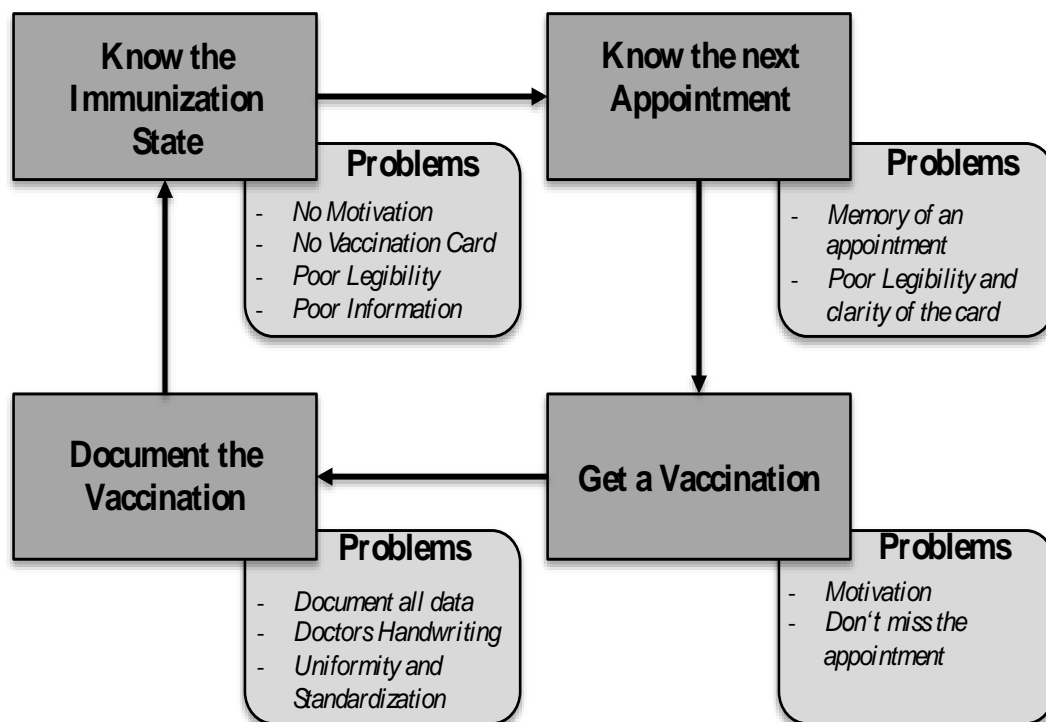 Know the
Immunization
State
Problems
- No Motivation
- No Vaccination Card
- Poor Legibility
- Poor Information
Know the next
Appointment
Problems
- Memory of an
appointment
- Poor Legibility and
clarity of the card
Document the
Vaccination
Problems
- Document all data
- Doctors Handwriting
- Uniformity and
Standardization
Get a Vaccination
Problems
- Motivation
- Don‘t miss the
appointment